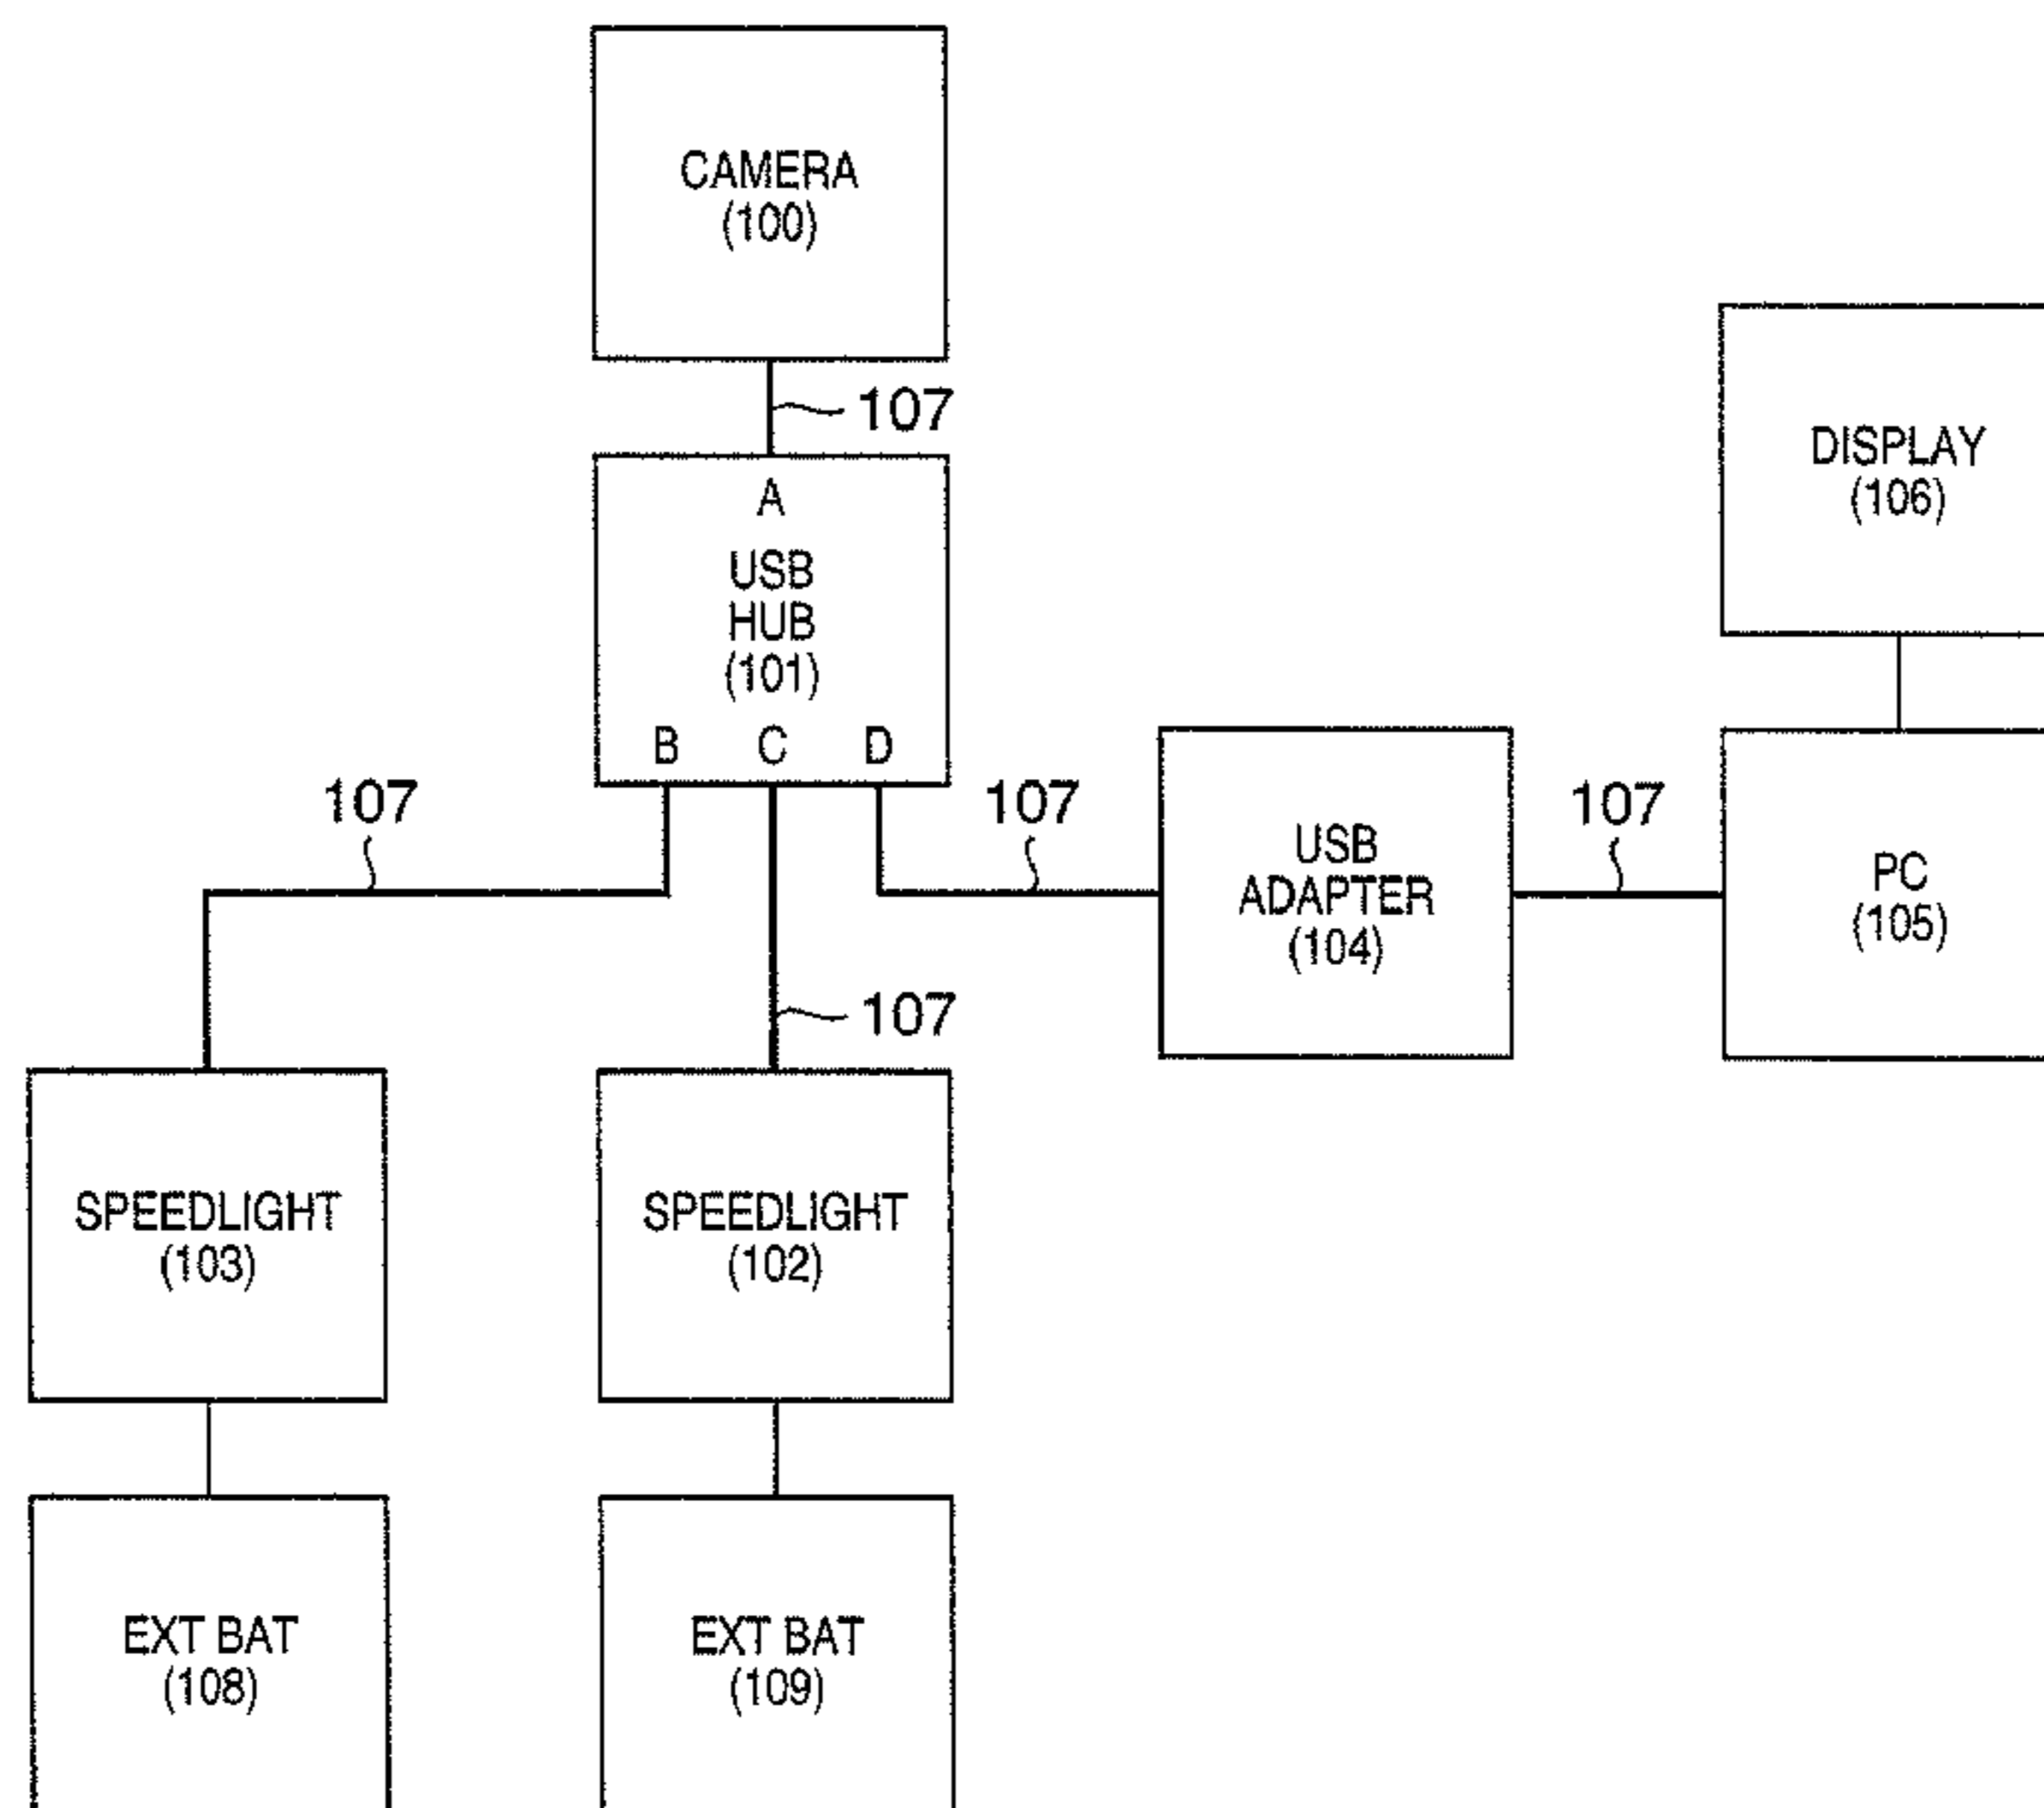 CAMERA
(100)
107
A
USB
HUB
(101)
B C D
DISPLAY
(106)
107
107
107
USB
ADAPTER
(104)
PC
(105)
107
SPEEDLIGHT
(103)
SPEEDLIGHT
(102)
EXT BAT
(108)
EXT BAT
(109)